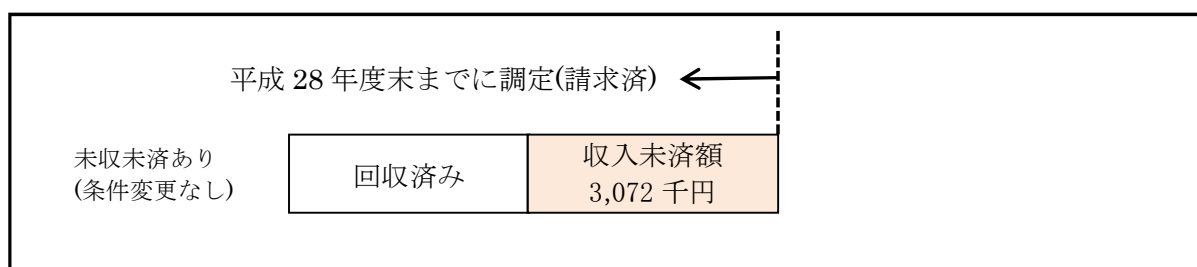 平成 28 年度末までに調定(請求済)
未収未済あり
(条件変更なし)
回収済み
収入未済額
3,072 千円